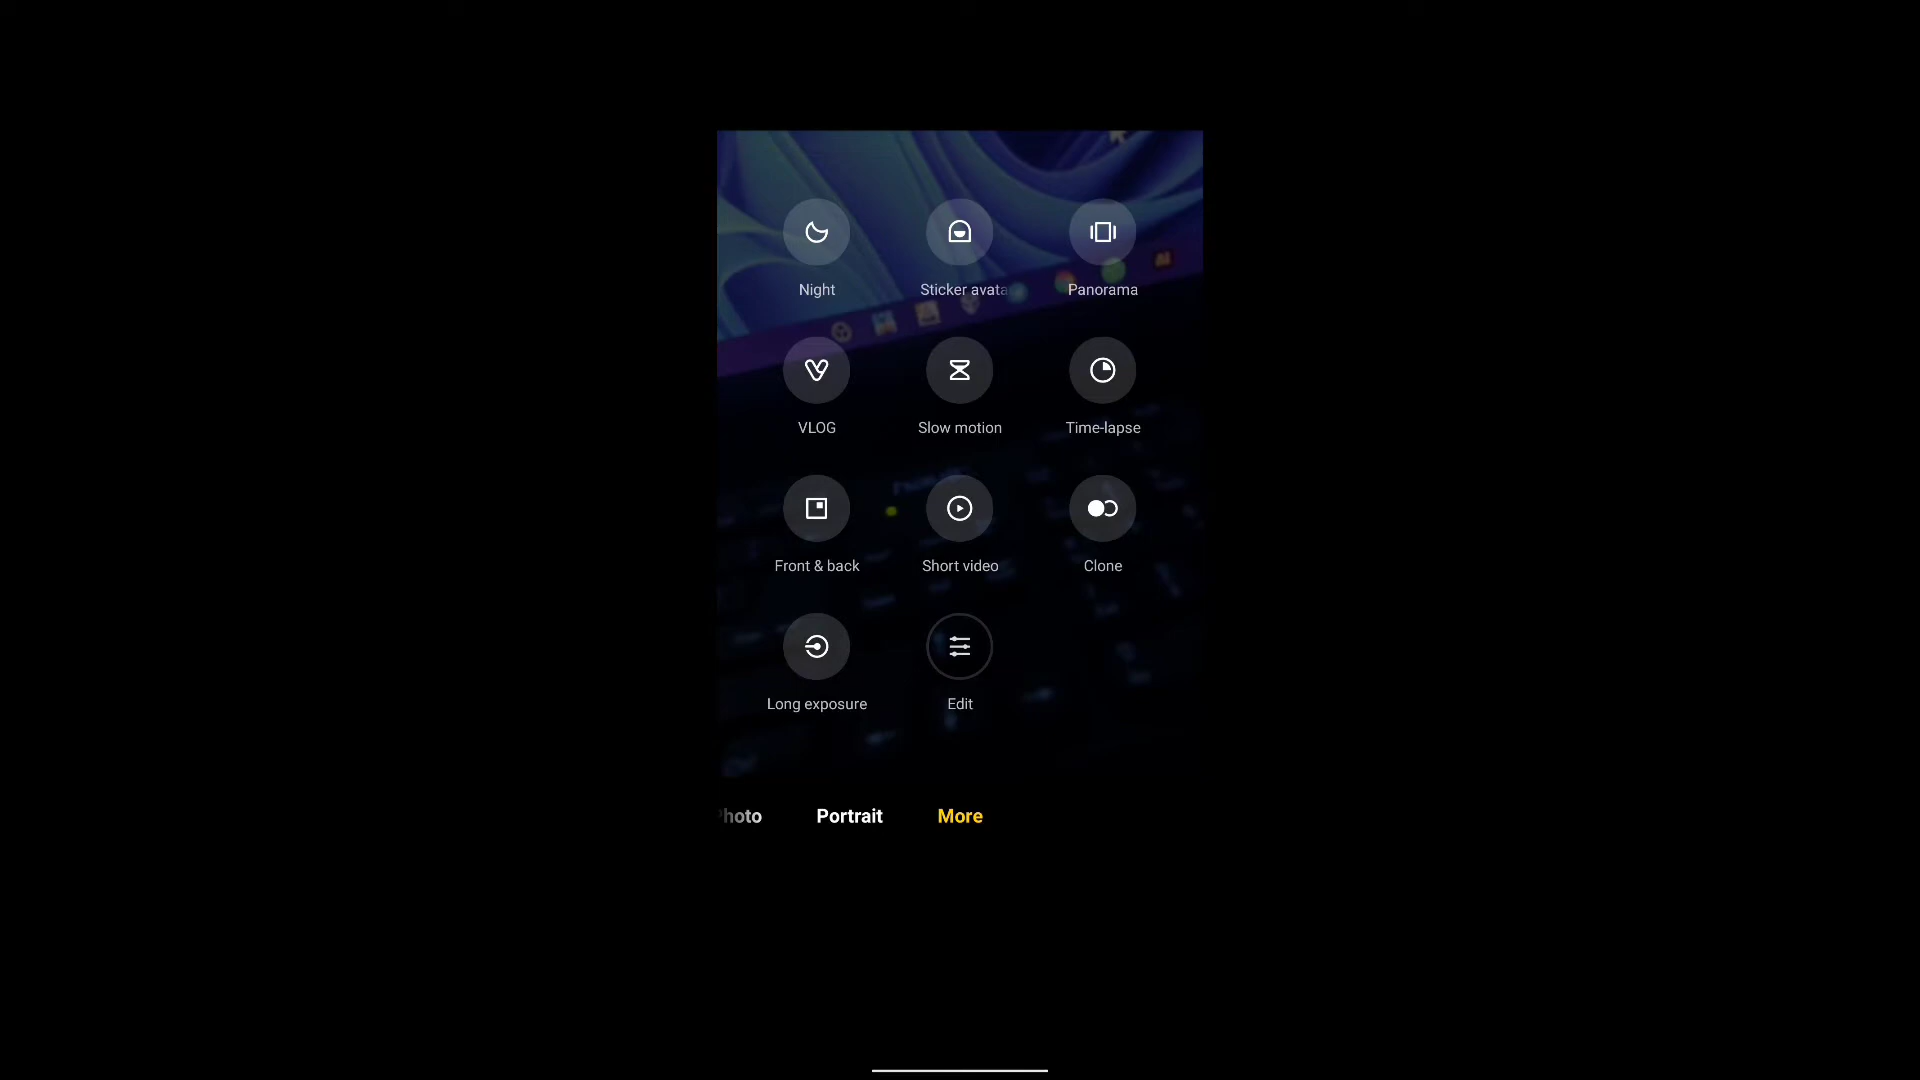 Night
Sticker avata
Panorama
VLOG
Slow motion
Time-lapse
Front & back
Short video
Clone
Long exposure
Edit
hoto
Portrait
More